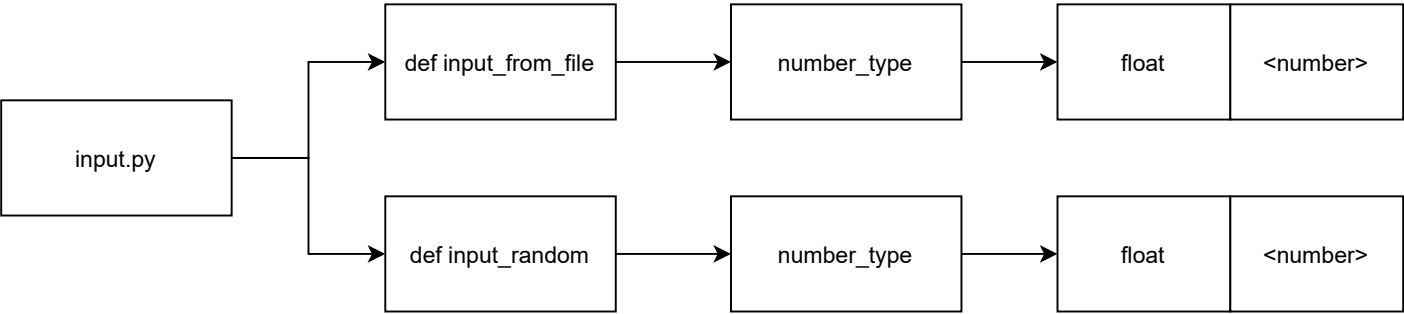 def input_from_file
number_type
float
<number>
input.py
def input_random
number_type
float
<number>